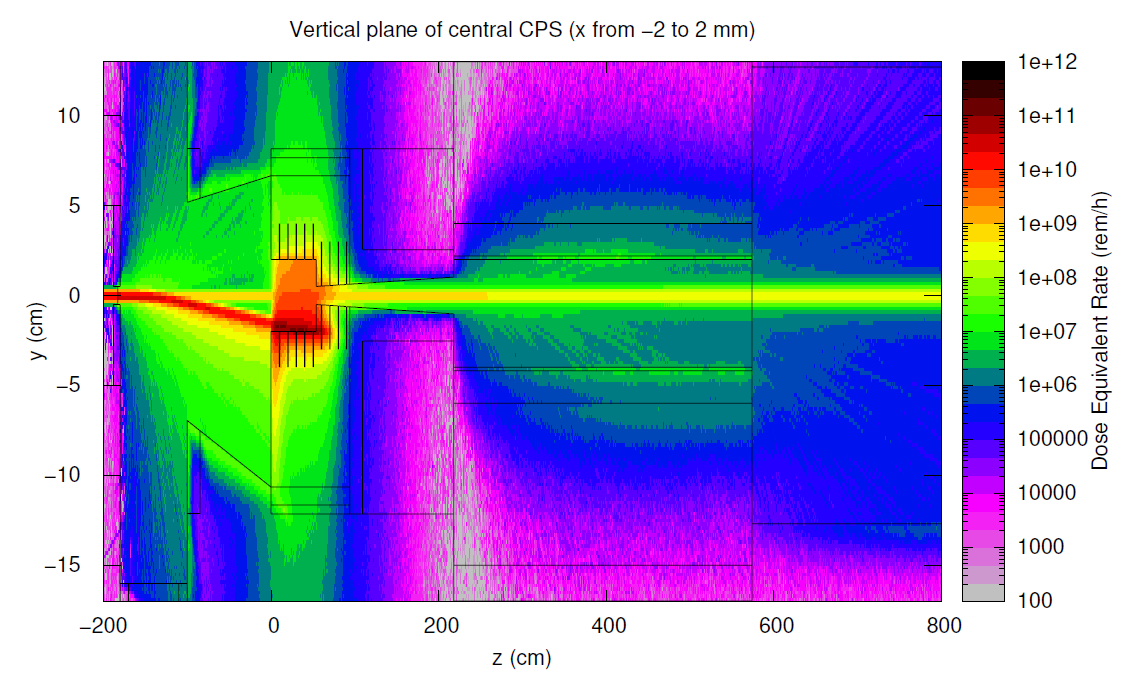 Vertical plane of central CPS (x from −2 to 2 mm)
10
5
0
−5
−10
−15
y (cm)
−200
0
200
400
600
800
z (cm)
1e+12
1e+11
1e+10
1e+09
1e+08
1e+07
1e+06
100000
10000
1000
100
Dose Equivalent Rate (rem/h)